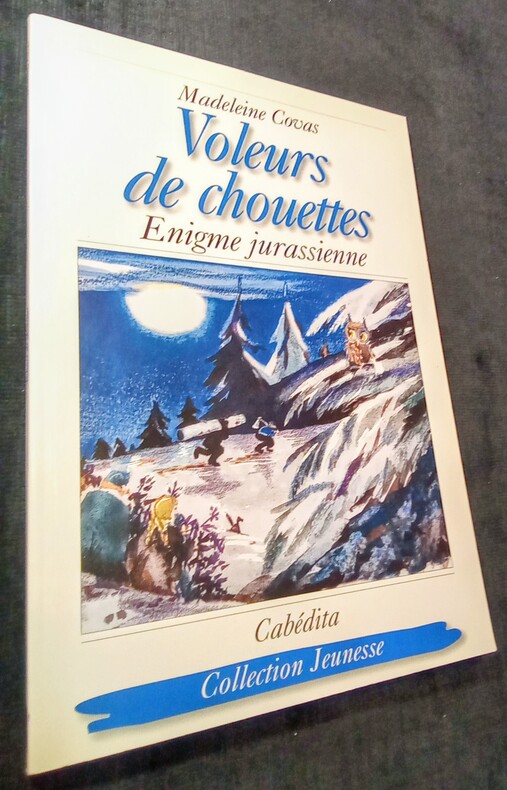 Madeleine Covas
Voleurs
de chouettes
Enigme jurassienne
Cabédita
Collection Jeunesse